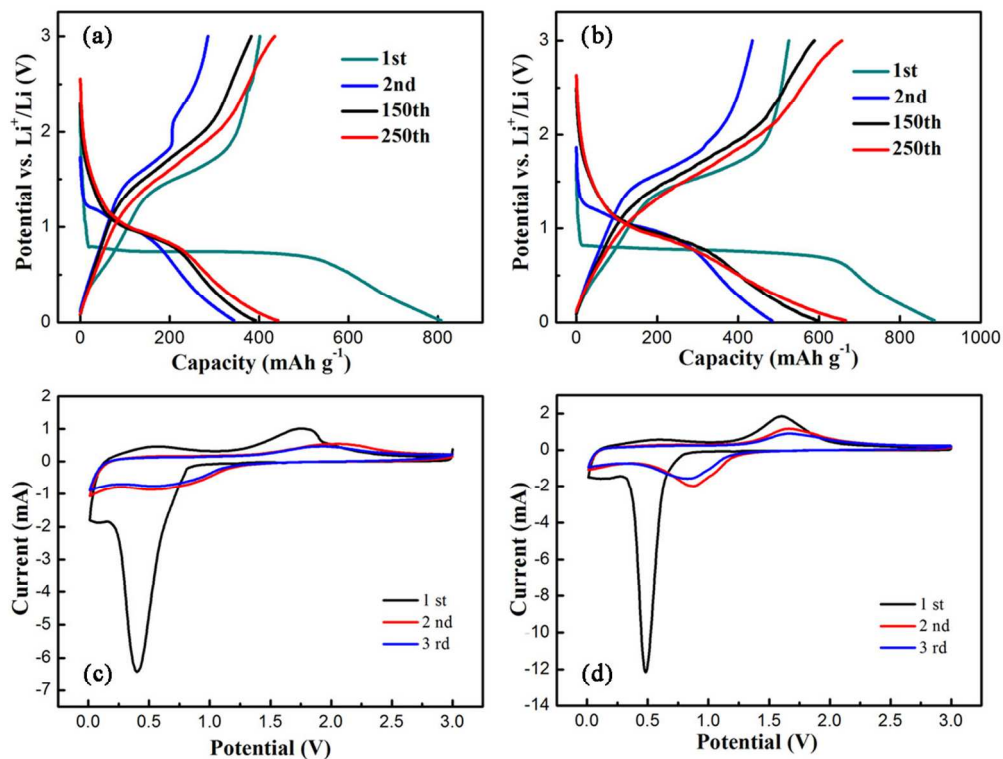 (a)
1st
2nd
150th
250th
Potential vs. Li⁺/Li (V)
3
2
1
0
0 200 400 600 800
Capacity (mAh g⁻¹)
(b)
1st
2nd
150th
250th
Potential vs. Li⁺/Li (V)
3
2
1
0
0 200 400 600 800 1000
Capacity (mAh g⁻¹)
(c)
1 st
2 nd
3 rd
Current (mA)
2
1
0
-1
-2
-3
-4
-5
-6
-7
0.0 0.5 1.0 1.5 2.0 2.5 3.0
Potential (V)
(d)
1 st
2 nd
3 rd
Current (mA)
2
0
-2
-4
-6
-8
-10
-12
-14
0.0 0.5 1.0 1.5 2.0 2.5 3.0
Potential (V)